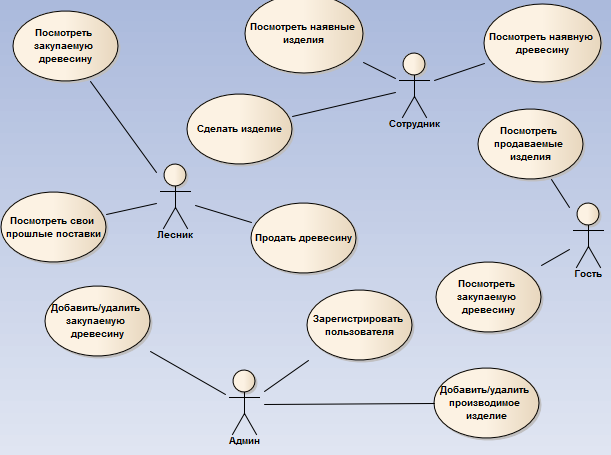 Посмотреть
закупаемую
древесину
Посмотреть наявные
изделия
Посмотреть наявную
древесину
Сделать изделие
Сотрудник
Посмотреть
продаваемые
изделия
Посмотреть свои
прошлые поставки
Лесник
Продать древесину
Гость
Посмотреть
закупаемую
древесину
Добавить/удалить
закупаемую
древесину
Зарегистрировать
пользователя
Админ
Добавить/удалить
производимое
изделие